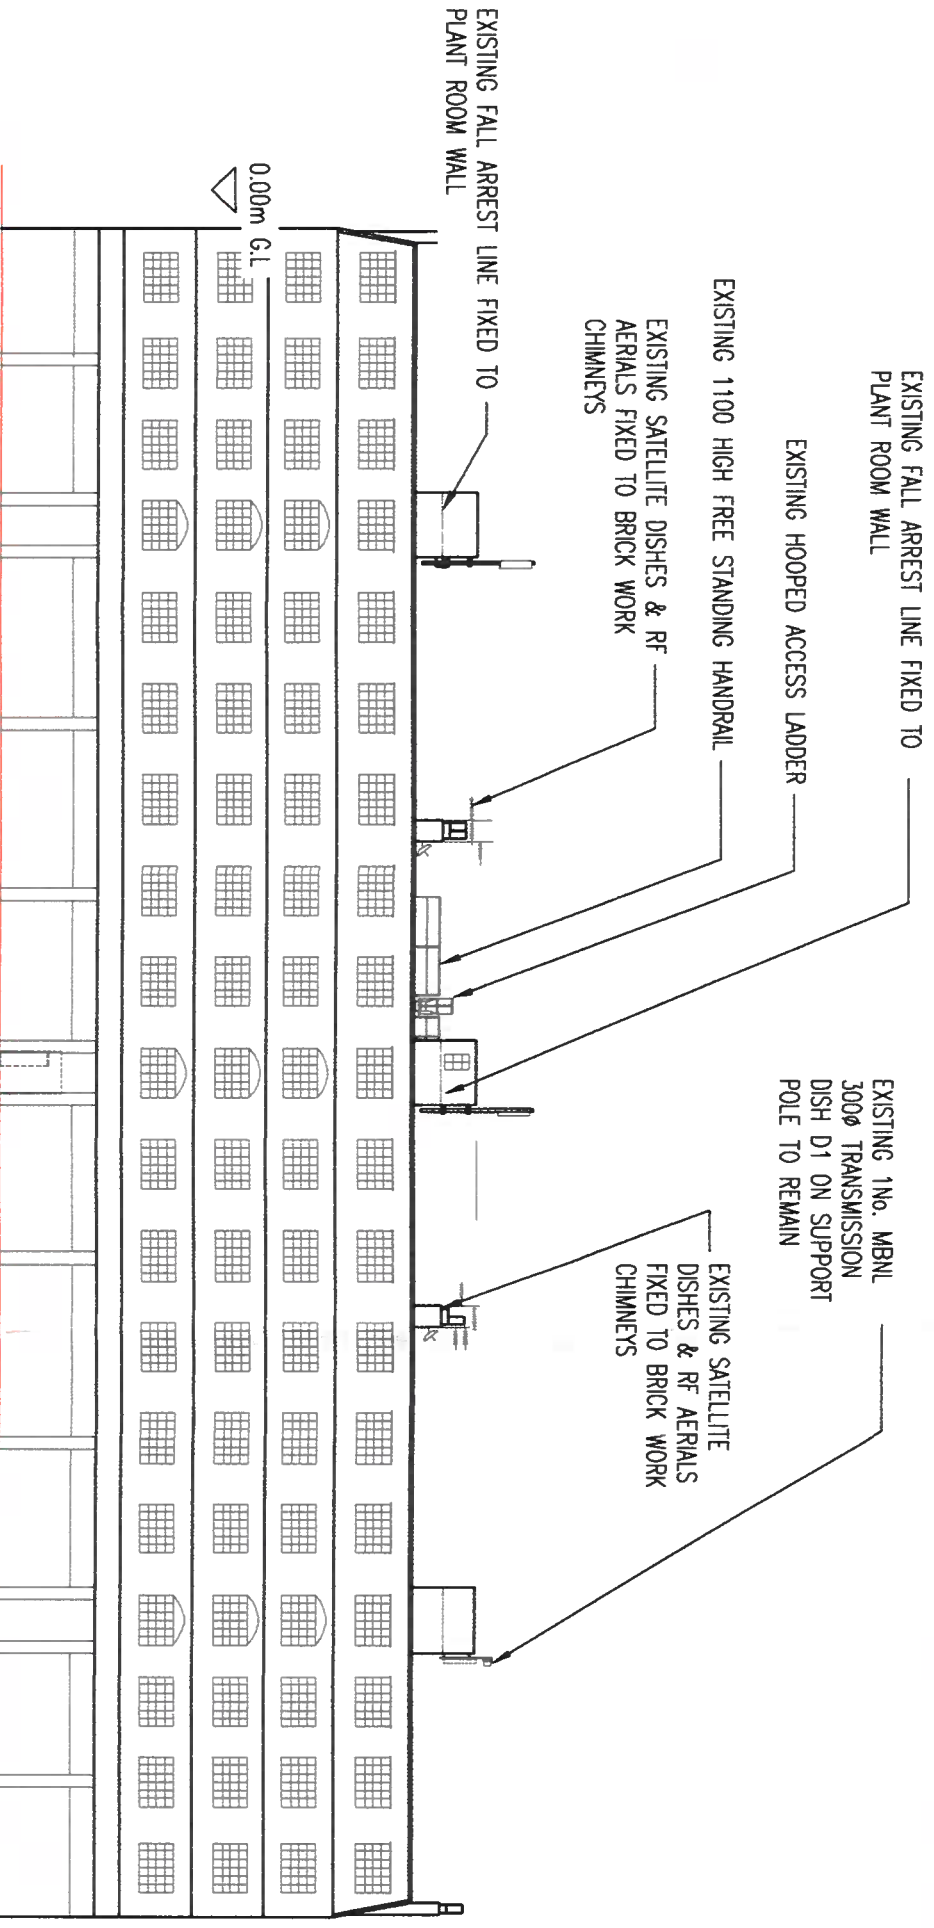 EXISTING FALL ARREST LINE FIXED TO
PLANT ROOM WALL
EXISTING HOOPED ACCESS LADDER
EXISTING 1100 HIGH FREE STANDING HANDRAIL
EXISTING SATELLITE DISHES & RF
AERIALS FIXED TO BRICK WORK
CHIMNEYS
EXISTING FALL ARREST LINE FIXED TO
PLANT ROOM WALL
0.00m G.L
EXISTING 1No. MBNL
300Ø TRANSMISSION
DISH D1 ON SUPPORT
POLE TO REMAIN
EXISTING SATELLITE
DISHES & RF AERIALS
FIXED TO BRICK WORK
CHIMNEYS